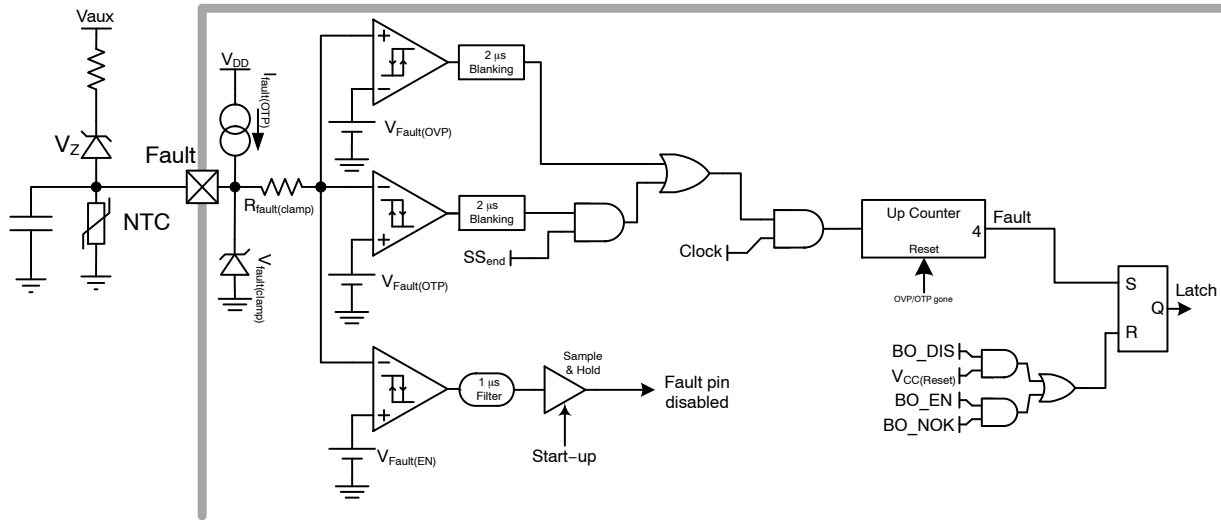 Vaux
V_Z
Fault
NTC
V_DD
I_fault(OTP)
R_fault(clamp)
V_fault(clamp)
+
−
V_Fault(OVP)
2 μs
Blanking
−
+
V_Fault(OTP)
2 μs
Blanking
SS_end
−
+
V_Fault(EN)
1 μs
Filter
Sample
& Hold
Start−up
Fault pin
disabled
Clock
Up Counter
4
Reset
OVP/OTP gone
Fault
BO_DIS
V_CC(Reset)
BO_EN
BO_NOK
S
R
Q
Latch